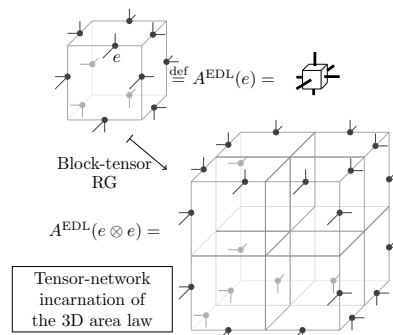 e
def
= A^EDL(e) =
Block-tensor
RG
A^EDL(e ⊗ e) =
Tensor-network
incarnation of
the 3D area law